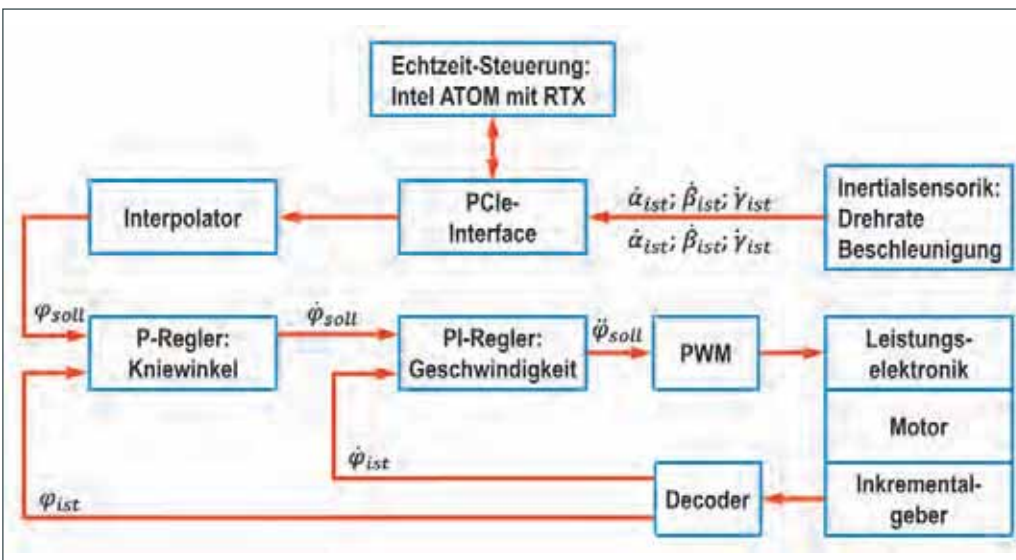 Echtzeit-Steuerung:
Intel ATOM mit RTX
Interpolator
PCIe-
Interface
α̇ist; β̇ist; γ̇ist
α̇ist; β̇ist; γ̇ist
Inertialsensorik:
Drehrate
Beschleunigung
φsoll
P-Regler:
Kniewinkel
φ̇soll
PI-Regler:
Geschwindigkeit
φ̈soll
PWM
Leistungs-
elektronik
Motor
φ̇ist
φist
Decoder
Inkremental-
geber